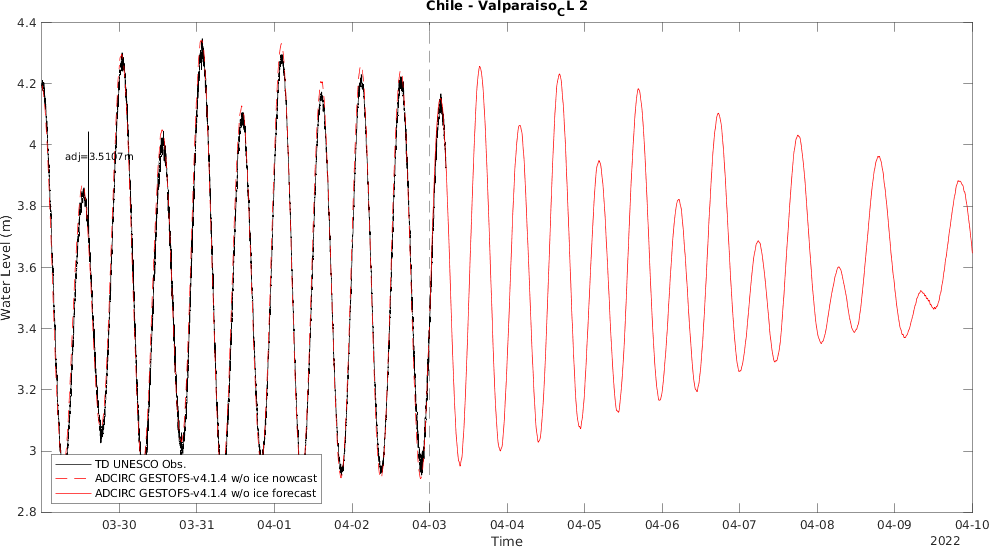 Chile - ValparaisoCL 2
4.4
4.2
4
3.8
3.6
3.4
3.2
3
2.8
Water Level (m)
adj=3.5107m
TD UNESCO Obs.
ADCIRC GESTOFS-v4.1.4 w/o ice nowcast
ADCIRC GESTOFS-v4.1.4 w/o ice forecast
03-30 03-31 04-01 04-02 04-03 04-04 04-05 04-06 04-07 04-08 04-09 04-10
Time
2022